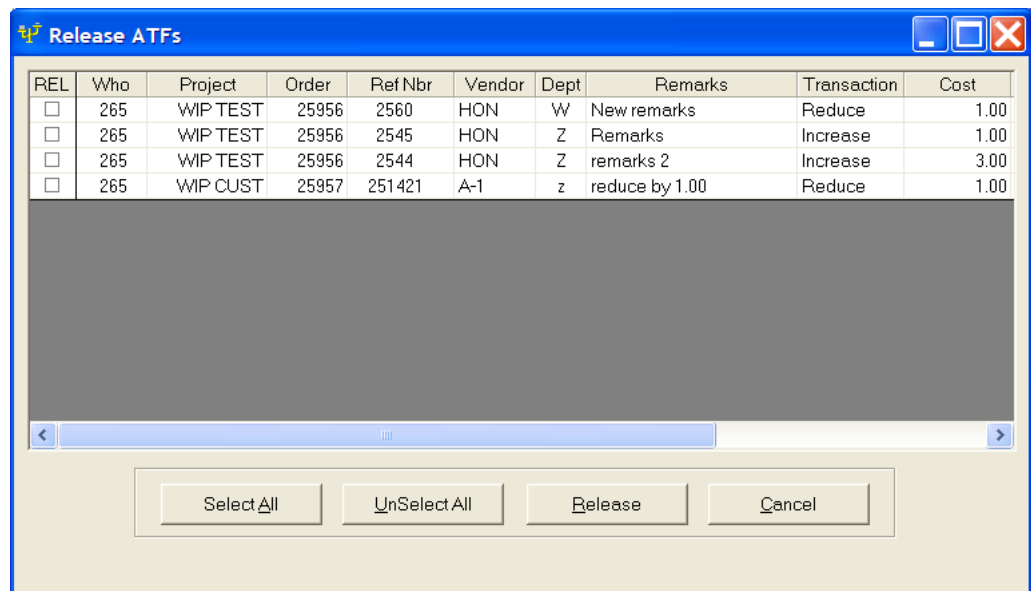 Release ATFs
REL Who Project Order Ref Nbr Vendor Dept Remarks Transaction Cost
265 WIP TEST 25956 2560 HON W New remarks Reduce 1.00
265 WIP TEST 25956 2545 HON Z Remarks Increase 1.00
265 WIP TEST 25956 2544 HON Z remarks 2 Increase 3.00
265 WIP CUST 25957 251421 A-1 z reduce by 1.00 Reduce 1.00
Select All UnSelect All Release Cancel